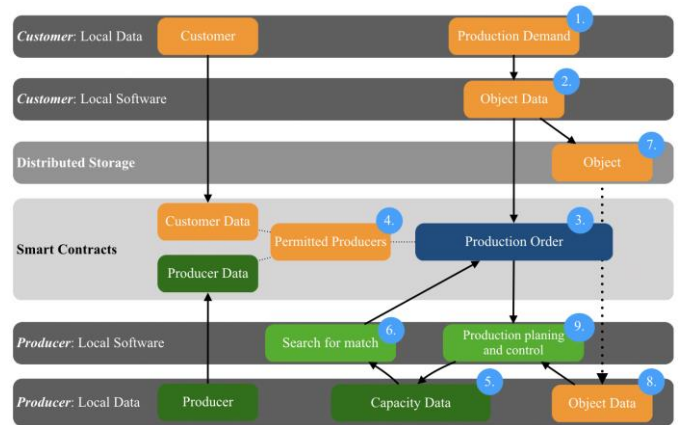 Customer: Local Data
Customer
Production Demand
1.
Customer: Local Software
Object Data
2.
Distributed Storage
Object
7.
Smart Contracts
Customer Data
Permitted Producers
4.
Production Order
3.
Producer Data
Producer: Local Software
Search for match
6.
Production planing
and control
9.
Producer: Local Data
Producer
Capacity Data
5.
Object Data
8.